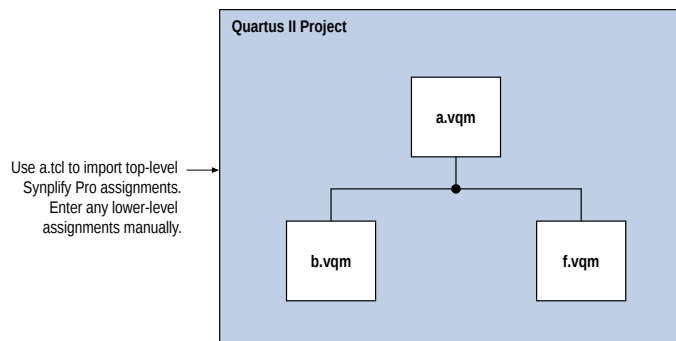 Quartus II Project
a.vqm
Use a.tcl to import top-level
Synplify Pro assignments.
Enter any lower-level
assignments manually.
b.vqm
f.vqm